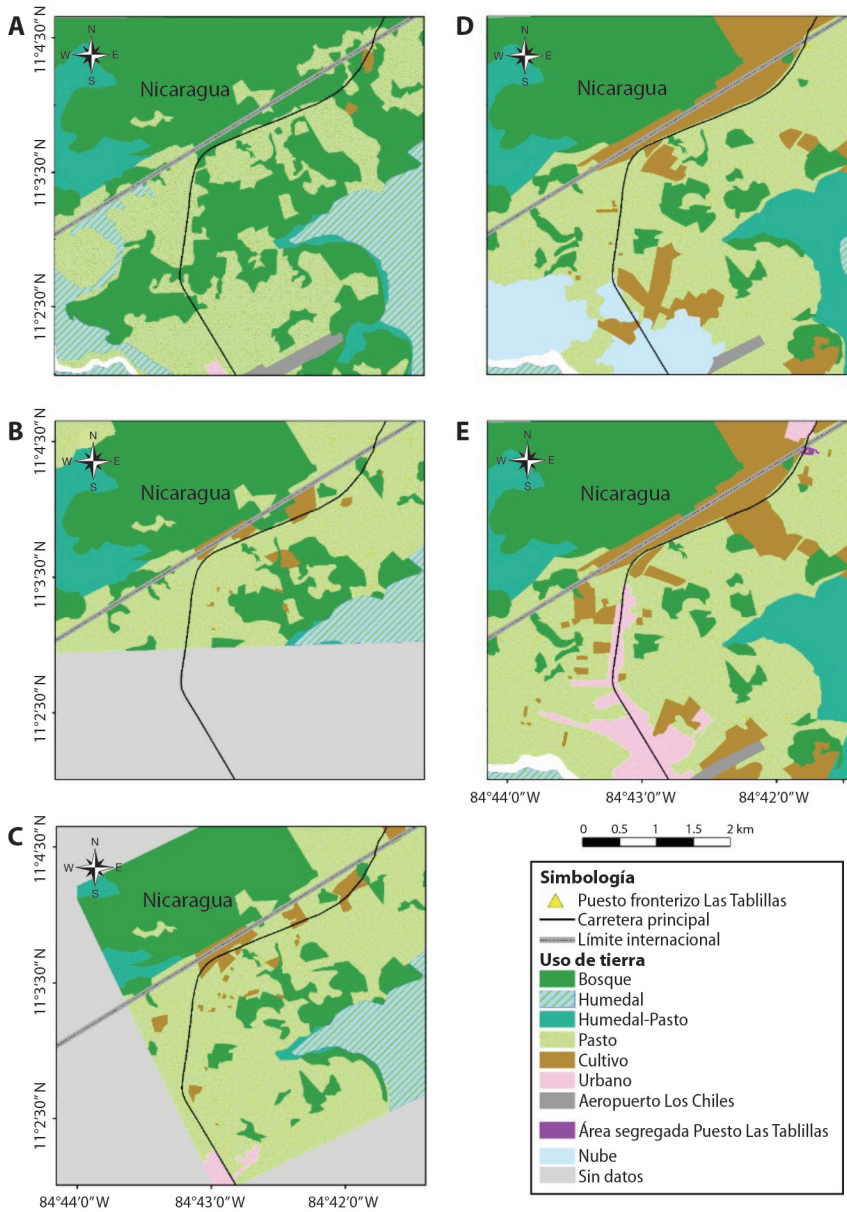 A
11°4'30" N
11°3'30" N
11°2'30" N
N
W E
S
Nicaragua
D
N
W E
S
Nicaragua
B
11°4'30" N
11°3'30" N
11°2'30" N
N
W E
S
Nicaragua
E
N
W E
S
Nicaragua
84°44'0"W 84°43'0"W 84°42'0"W
C
11°4'30" N
11°3'30" N
11°2'30" N
N
W E
S
Nicaragua
84°44'0"W 84°43'0"W 84°42'0"W
0 0.5 1 1.5 2 km
Simbología
Puesto fronterizo Las Tablillas
Carretera principal
Límite internacional
Uso de tierra
Bosque
Humedal
Humedal-Pasto
Pasto
Cultivo
Urbano
Aeropuerto Los Chiles
Área segregada Puesto Las Tablillas
Nube
Sin datos